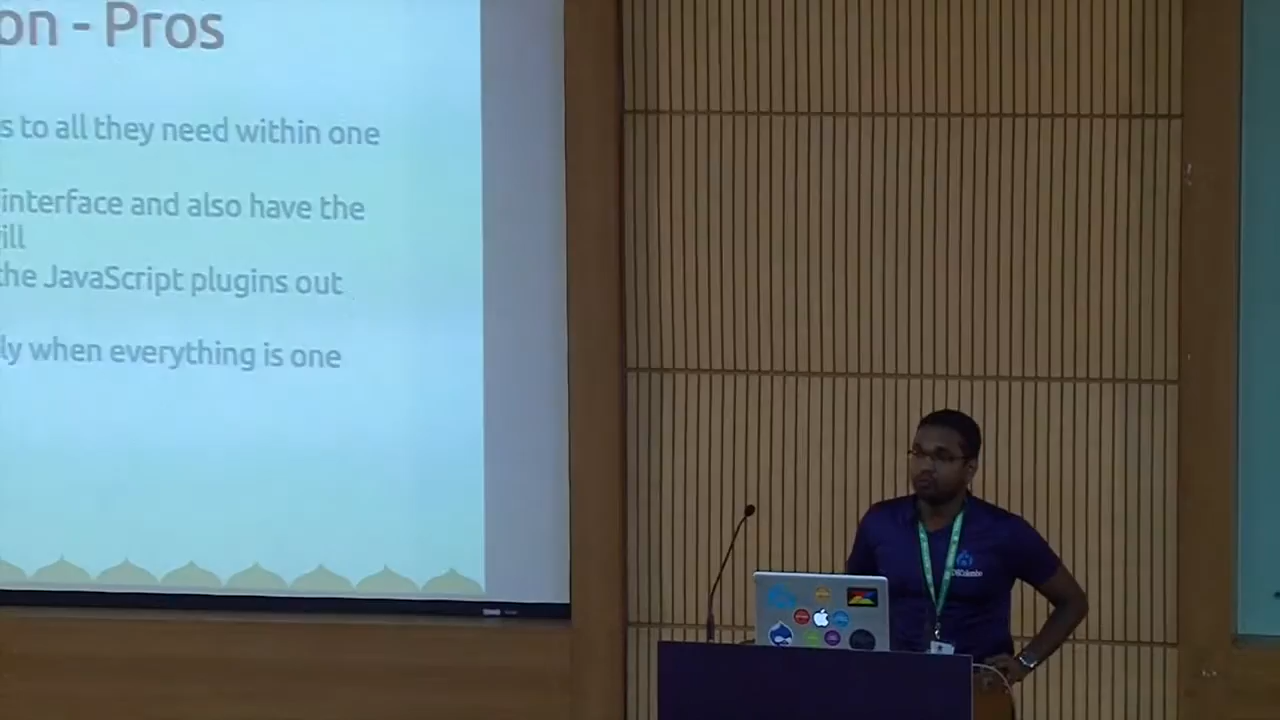 on - Pros
s to all they need within one
interface and also have the
ill
the JavaScript plugins out
ly when everything is one